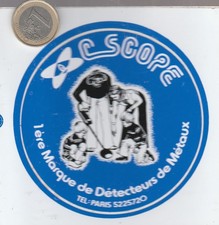 C SCOPE
1ère Marque de Détecteurs de Métaux
TEL: PARIS 5225720